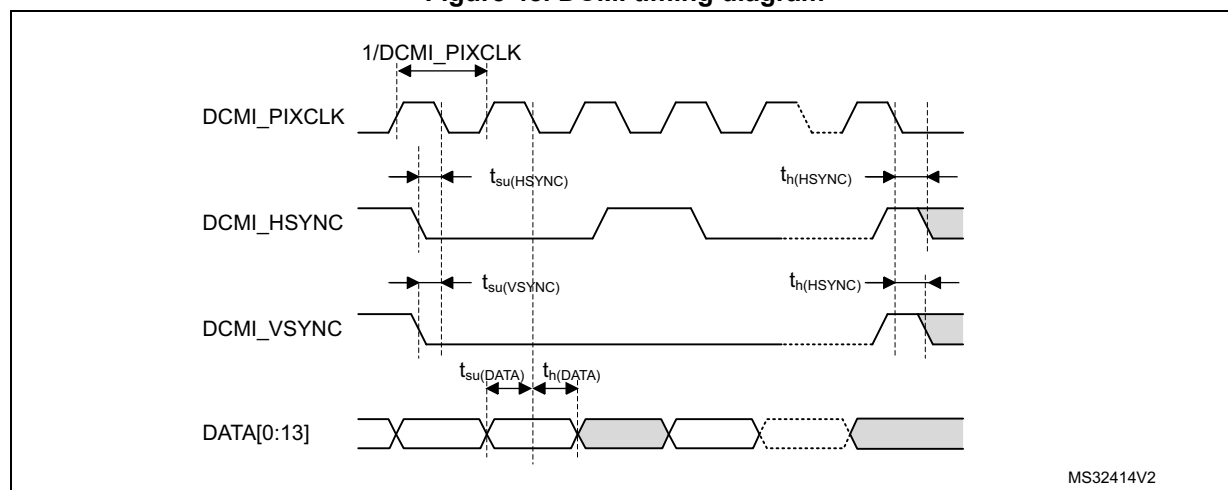 1/DCMI_PIXCLK
DCMI_PIXCLK
tsu(HSYNC)
th(HSYNC)
DCMI_HSYNC
tsu(VSYNC)
th(HSYNC)
DCMI_VSYNC
tsu(DATA) th(DATA)
DATA[0:13]
MS32414V2